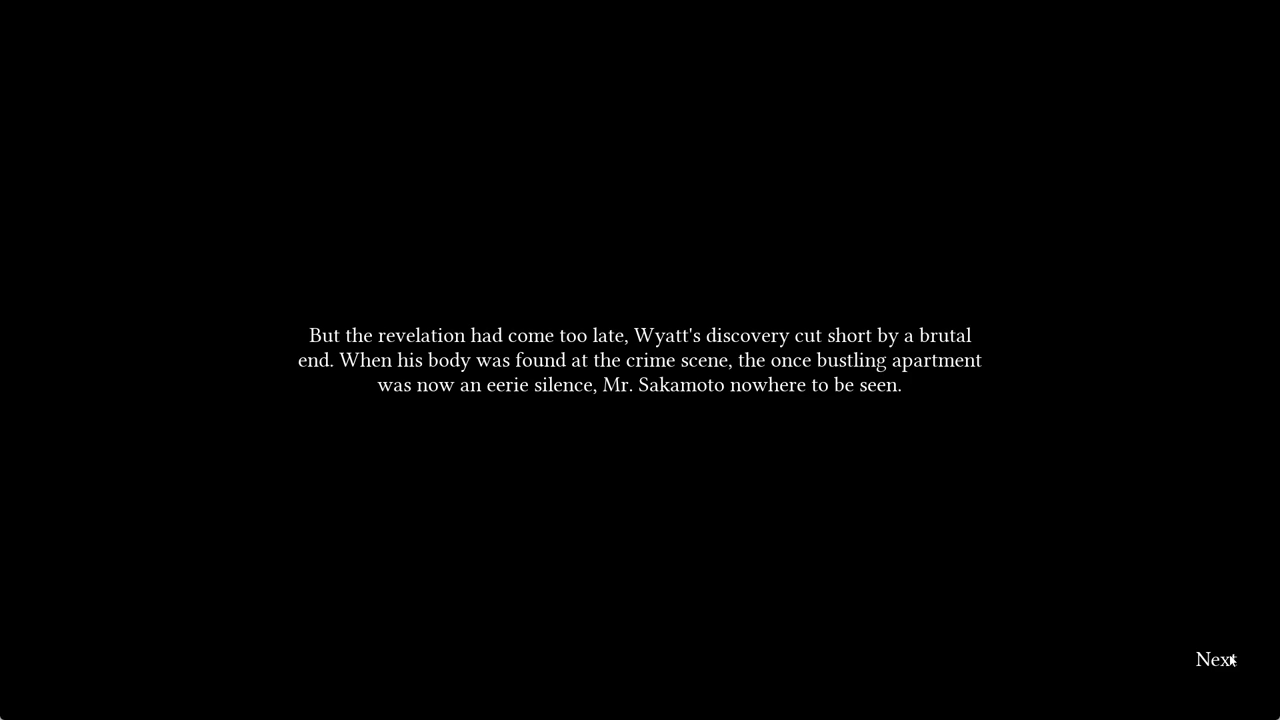 But the revelation had come too late, Wyatt's discovery cut short by a brutal
end. When his body was found at the crime scene, the once bustling apartment
was now an eerie silence, Mr. Sakamoto nowhere to be seen.
Next